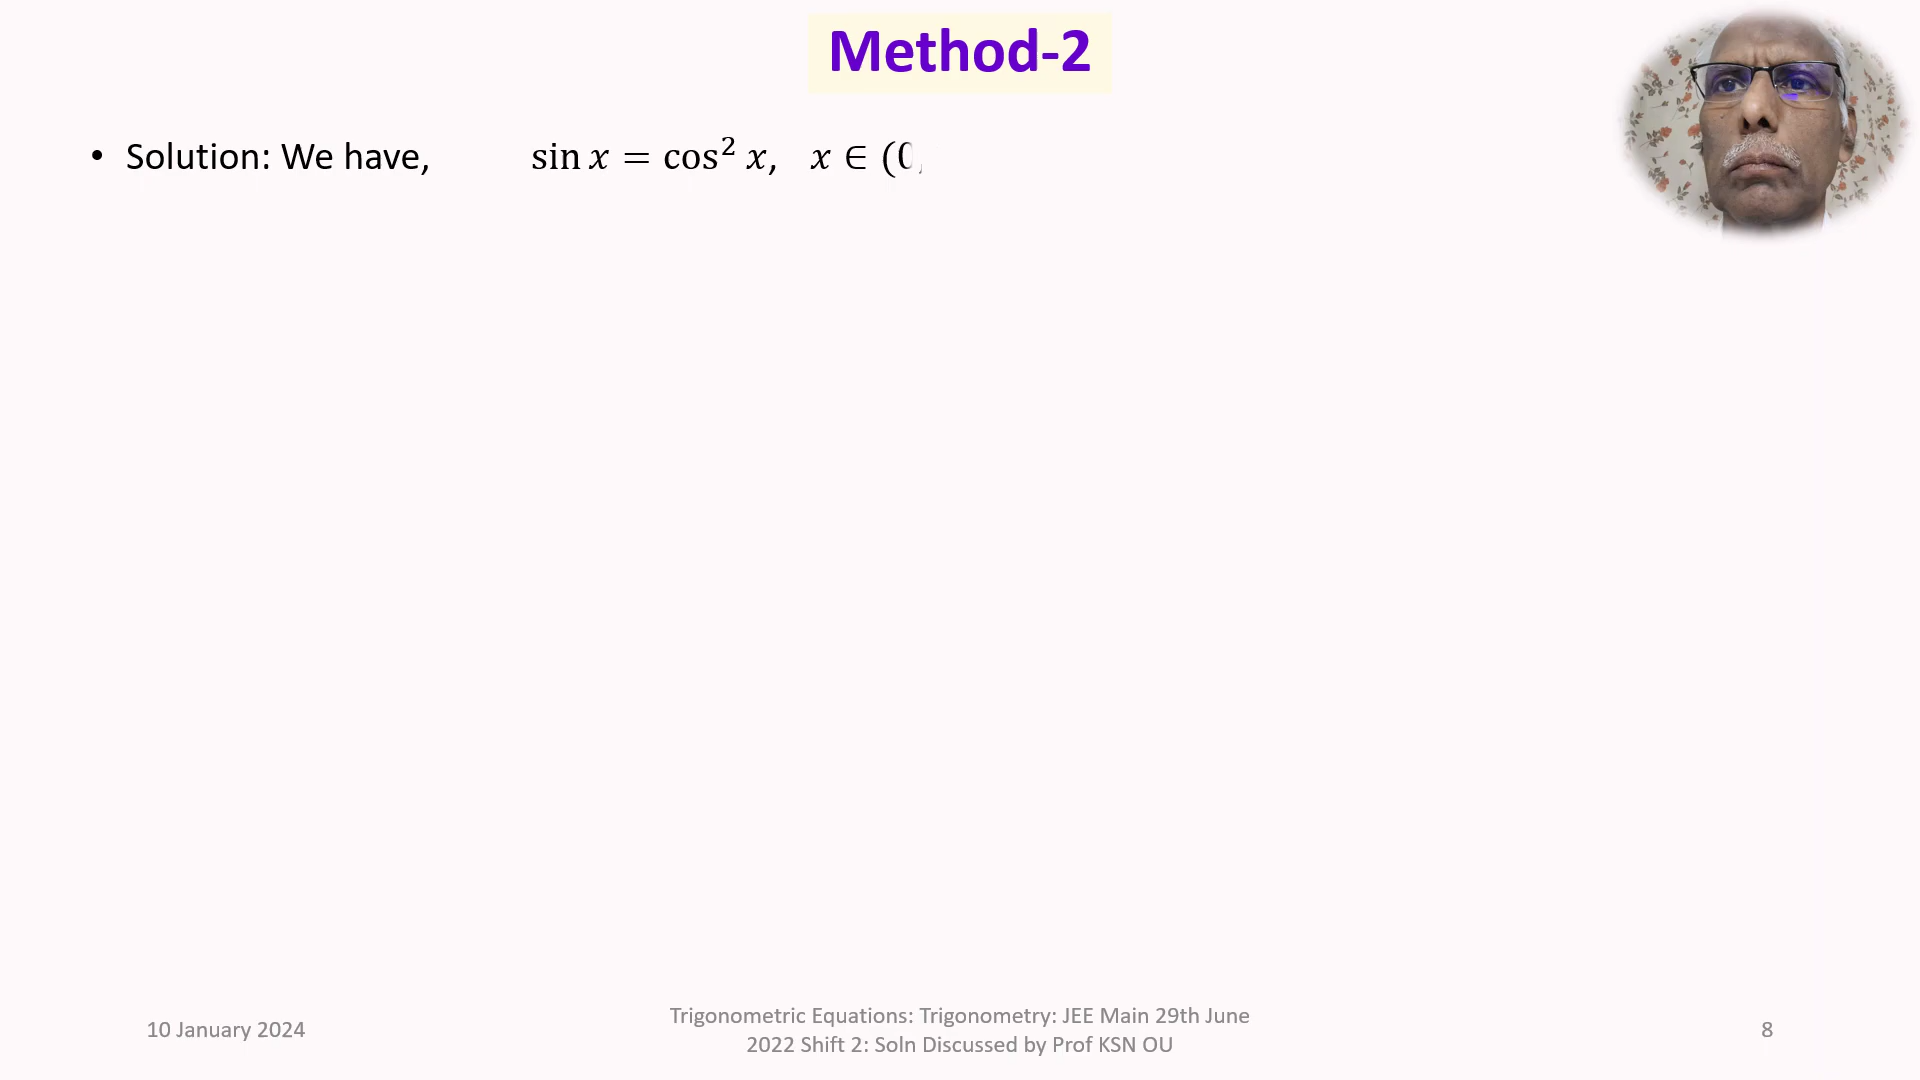 Method-2
• Solution: We have, sin x = cos² x, x ∈ (0,
10 January 2024
Trigonometric Equations: Trigonometry: JEE Main 29th June
2022 Shift 2: Soln Discussed by Prof KSN OU
8